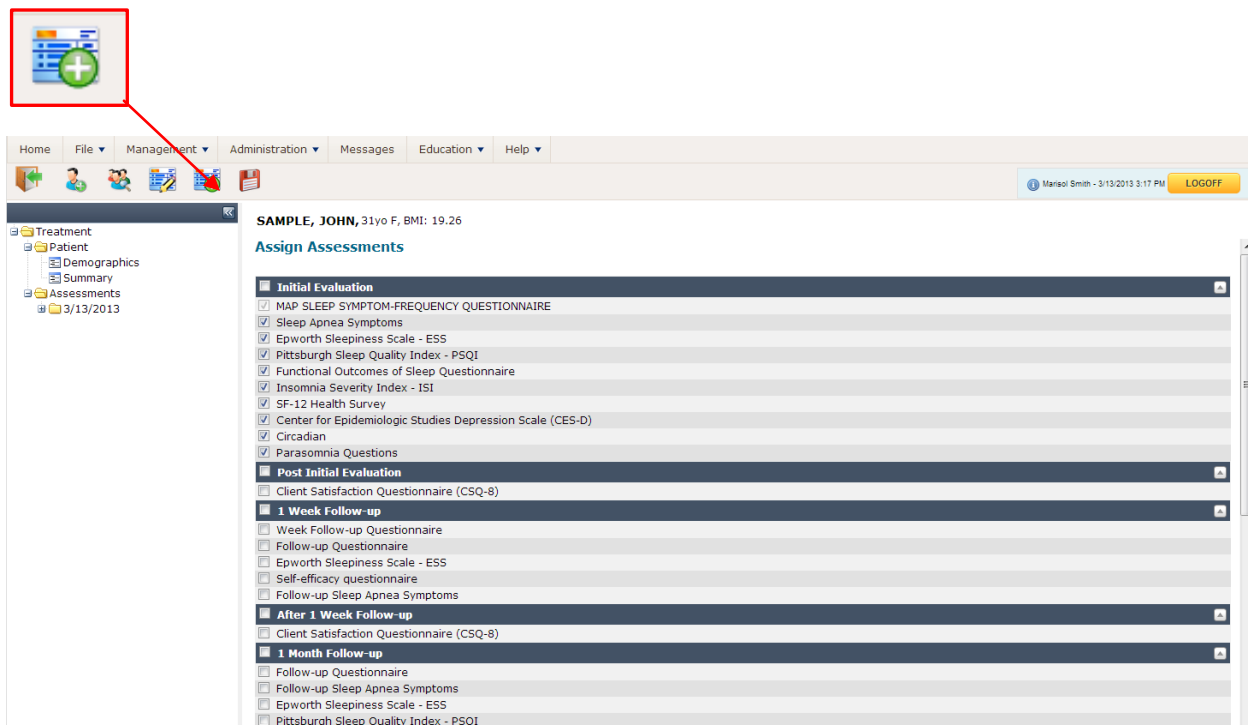 Home File Management Administration Messages Education Help
Marisol Smith - 3/13/2013 3:17 PM LOGOFF
Treatment
Patient
Demographics
Summary
Assessments
3/13/2013
SAMPLE, JOHN, 31yo F, BMI: 19.26
Assign Assessments
Initial Evaluation
MAP SLEEP SYMPTOM-FREQUENCY QUESTIONNAIRE
Sleep Apnea Symptoms
Epworth Sleepiness Scale - ESS
Pittsburgh Sleep Quality Index - PSQI
Functional Outcomes of Sleep Questionnaire
Insomnia Severity Index - ISI
SF-12 Health Survey
Center for Epidemiologic Studies Depression Scale (CES-D)
Circadian
Parasomnia Questions
Post Initial Evaluation
Client Satisfaction Questionnaire (CSQ-8)
1 Week Follow-up
Week Follow-up Questionnaire
Follow-up Questionnaire
Epworth Sleepiness Scale - ESS
Self-efficacy questionnaire
Follow-up Sleep Apnea Symptoms
After 1 Week Follow-up
Client Satisfaction Questionnaire (CSQ-8)
1 Month Follow-up
Follow-up Questionnaire
Follow-up Sleep Apnea Symptoms
Epworth Sleepiness Scale - ESS
Pittsburgh Sleep Quality Index - PSQI